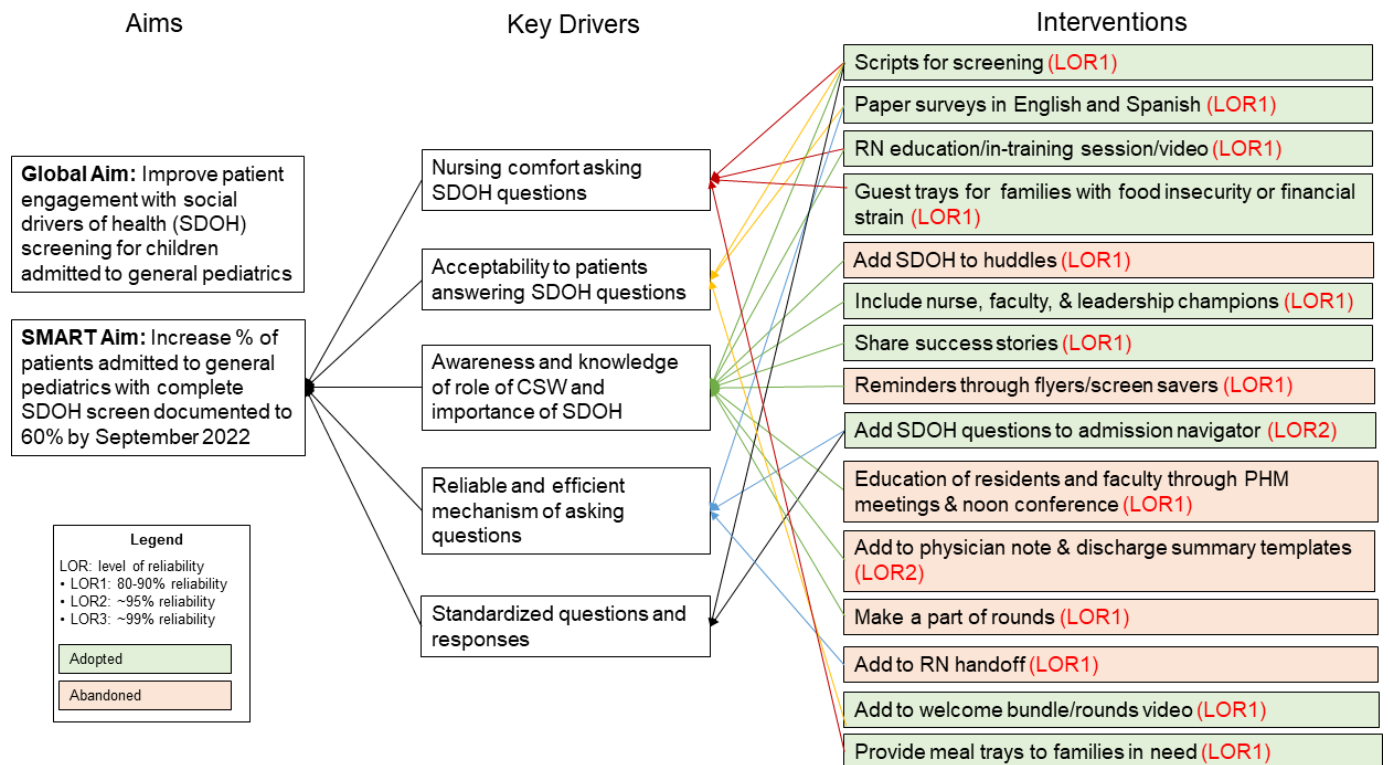 Aims
Key Drivers
Interventions
Global Aim: Improve patient
engagement with social
drivers of health (SDOH)
screening for children
admitted to general pediatrics
SMART Aim: Increase % of
patients admitted to general
pediatrics with complete
SDOH screen documented to
60% by September 2022
Legend
LOR: level of reliability
• LOR1: 80-90% reliability
• LOR2: ~95% reliability
• LOR3: ~99% reliability
Adopted
Abandoned
Nursing comfort asking
SDOH questions
Acceptability to patients
answering SDOH questions
Awareness and knowledge
of role of CSW and
importance of SDOH
Reliable and efficient
mechanism of asking
questions
Standardized questions and
responses
Scripts for screening (LOR1)
Paper surveys in English and Spanish (LOR1)
RN education/in-training session/video (LOR1)
Guest trays for families with food insecurity or financial
strain (LOR1)
Add SDOH to huddles (LOR1)
Include nurse, faculty, & leadership champions (LOR1)
Share success stories (LOR1)
Reminders through flyers/screen savers (LOR1)
Add SDOH questions to admission navigator (LOR2)
Education of residents and faculty through PHM
meetings & noon conference (LOR1)
Add to physician note & discharge summary templates
(LOR2)
Make a part of rounds (LOR1)
Add to RN handoff (LOR1)
Add to welcome bundle/rounds video (LOR1)
Provide meal trays to families in need (LOR1)